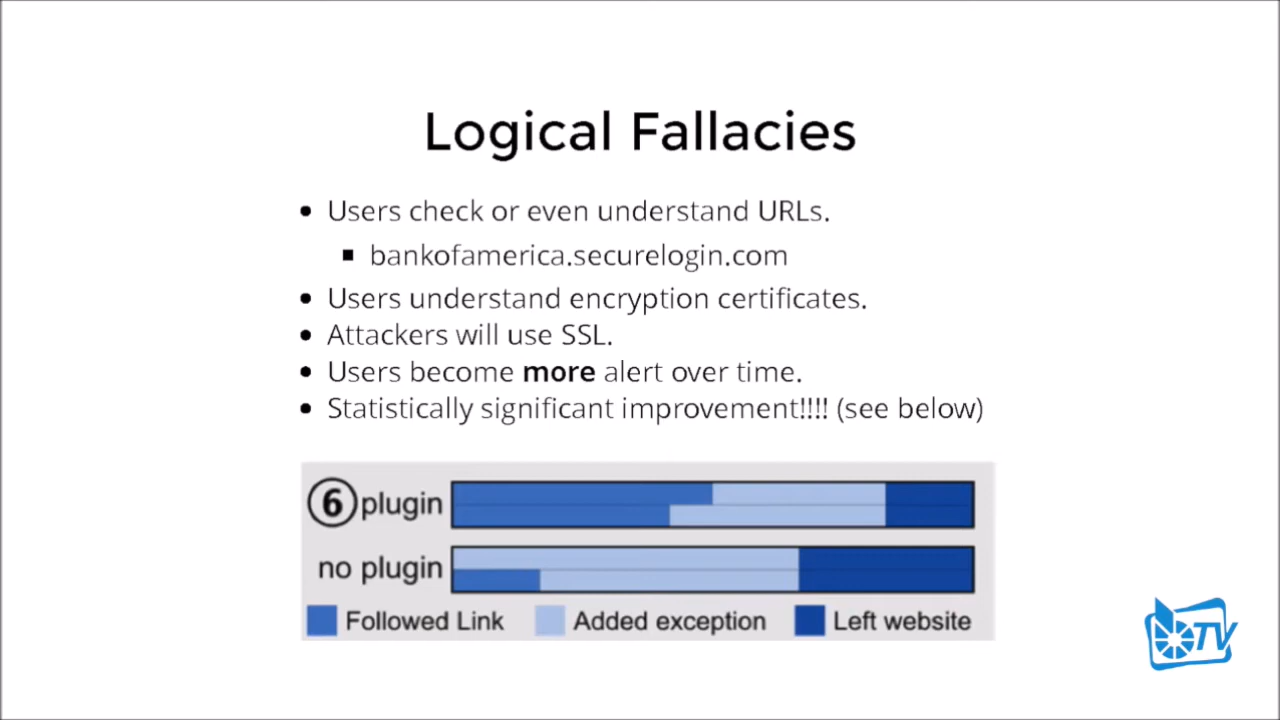 Logical Fallacies
Users check or even understand URLs.
bankofamerica.securelogin.com
Users understand encryption certificates.
Attackers will use SSL.
Users become more alert over time.
Statistically significant improvement!!!! (see below)
6 plugin
no plugin
Followed Link Added exception Left website
TV